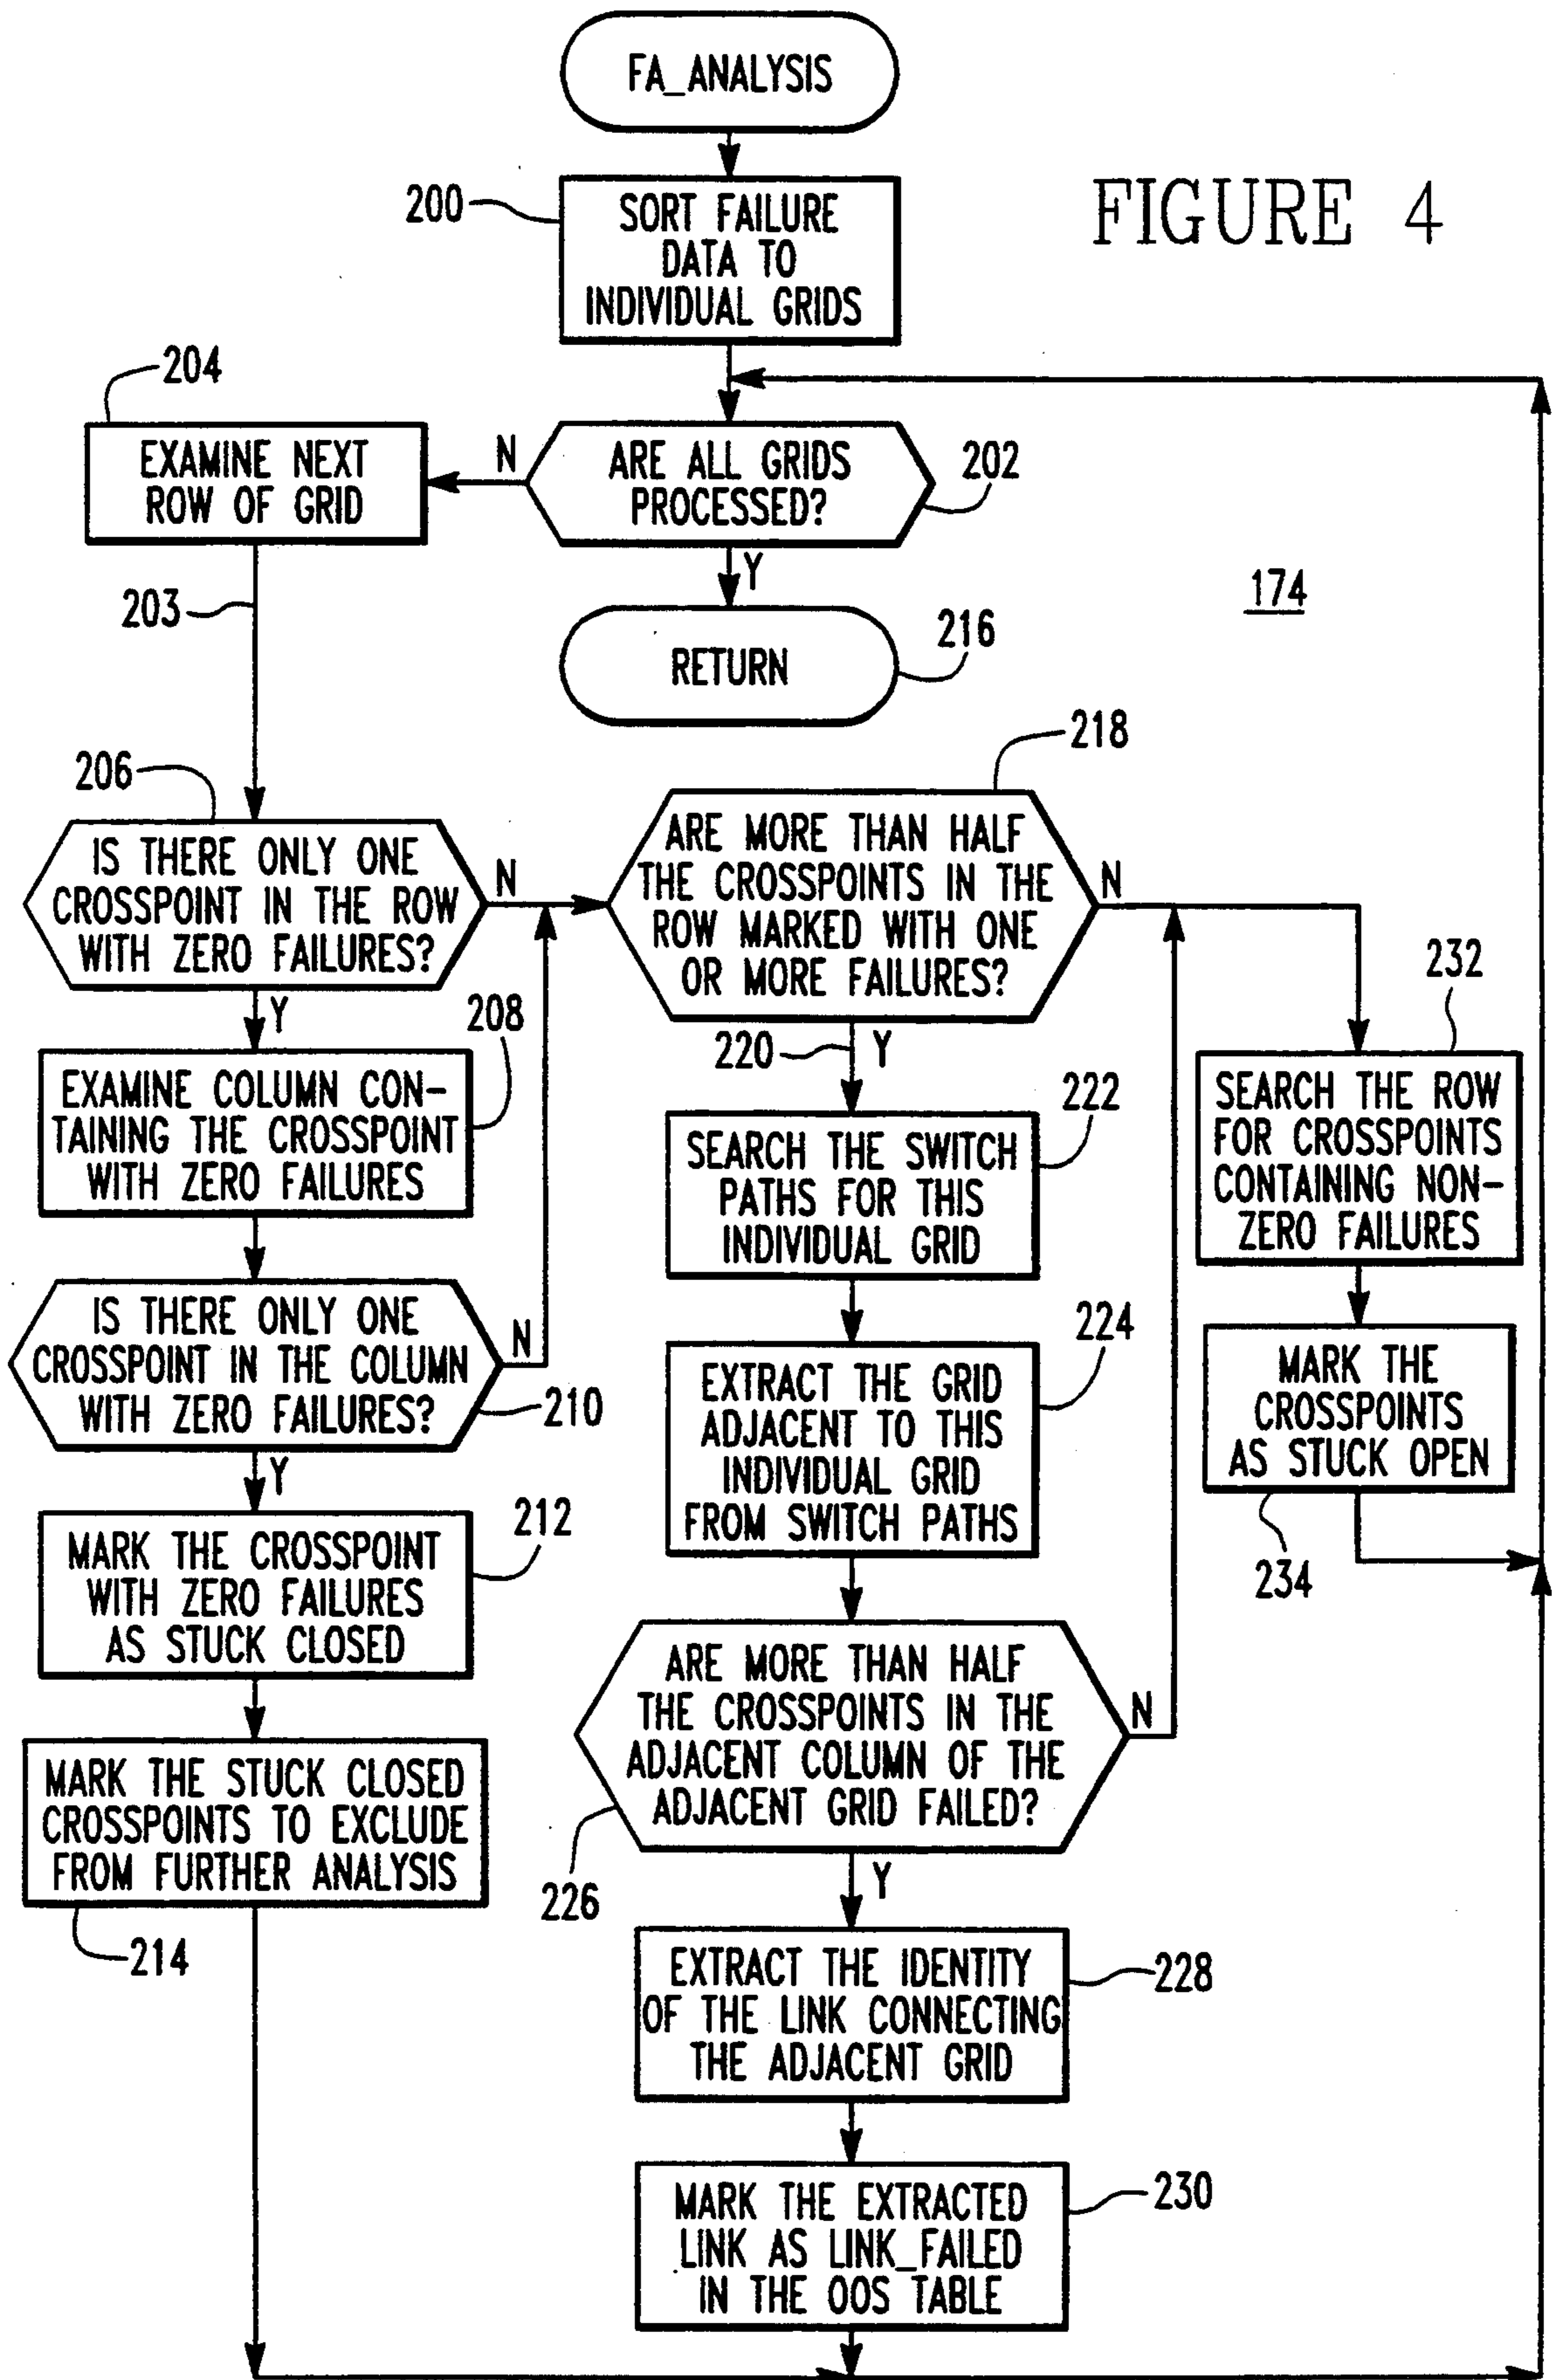 FA_ANALYSIS
FIGURE 4
200
SORT FAILURE
DATA TO
INDIVIDUAL GRIDS
204
EXAMINE NEXT
ROW OF GRID
N
ARE ALL GRIDS
PROCESSED?
202
Y
203
174
RETURN
216
206
IS THERE ONLY ONE
CROSSPOINT IN THE ROW
WITH ZERO FAILURES?
N
Y
218
ARE MORE THAN HALF
THE CROSSPOINTS IN THE
ROW MARKED WITH ONE
OR MORE FAILURES?
N
220
Y
208
EXAMINE COLUMN CON-
TAINING THE CROSSPOINT
WITH ZERO FAILURES
222
SEARCH THE SWITCH
PATHS FOR THIS
INDIVIDUAL GRID
232
SEARCH THE ROW
FOR CROSSPOINTS
CONTAINING NON-
ZERO FAILURES
IS THERE ONLY ONE
CROSSPOINT IN THE COLUMN
WITH ZERO FAILURES?
N
210
Y
224
EXTRACT THE GRID
ADJACENT TO THIS
INDIVIDUAL GRID
FROM SWITCH PATHS
MARK THE
CROSSPOINTS
AS STUCK OPEN
234
212
MARK THE CROSSPOINT
WITH ZERO FAILURES
AS STUCK CLOSED
ARE MORE THAN HALF
THE CROSSPOINTS IN THE
ADJACENT COLUMN OF THE
ADJACENT GRID FAILED?
N
226
Y
MARK THE STUCK CLOSED
CROSSPOINTS TO EXCLUDE
FROM FURTHER ANALYSIS
214
EXTRACT THE IDENTITY
OF THE LINK CONNECTING
THE ADJACENT GRID
228
MARK THE EXTRACTED
LINK AS LINK_FAILED
IN THE OOS TABLE
230